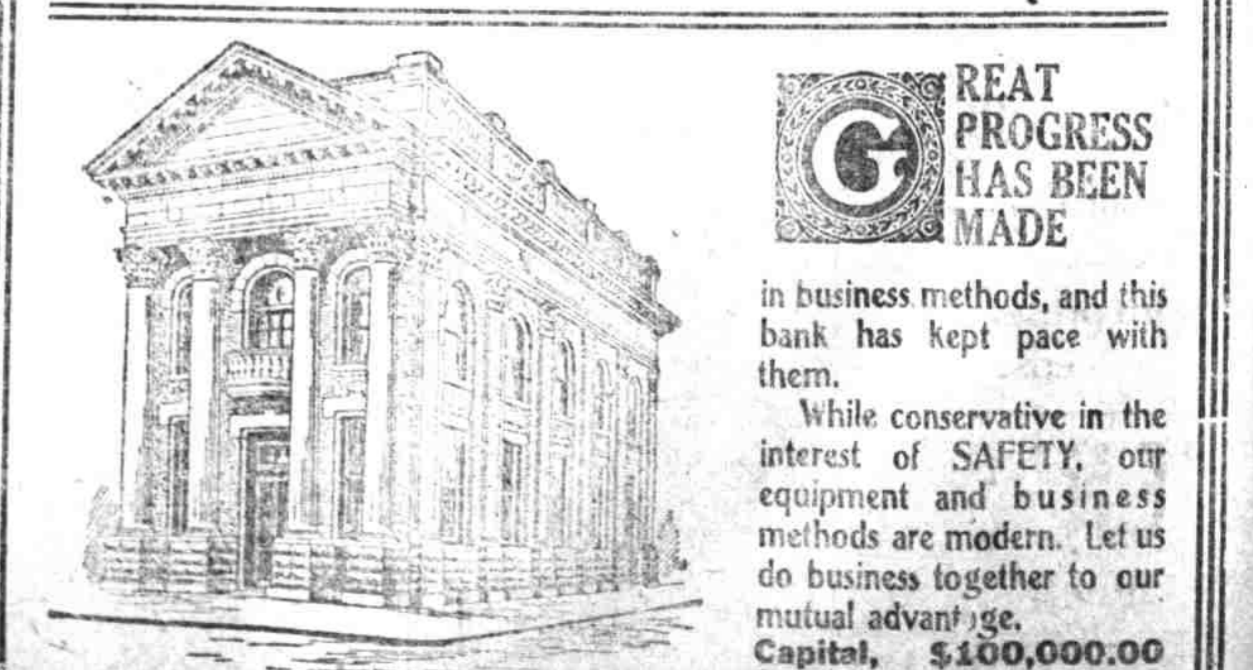 GREAT
PROGRESS
HAS BEEN
MADE
in business methods, and this
bank has kept pace with
them.
While conservative in the
interest of SAFETY, our
equipment and business
methods are modern. Let us
do business together to our
mutual advantage.
Capital, $100,000.00